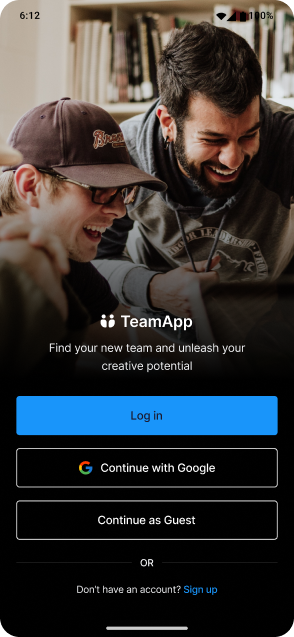 6:12
100%
TeamApp
Find your new team and unleash your
creative potential
Log in
Continue with Google
Continue as Guest
OR
Don't have an account? Sign up